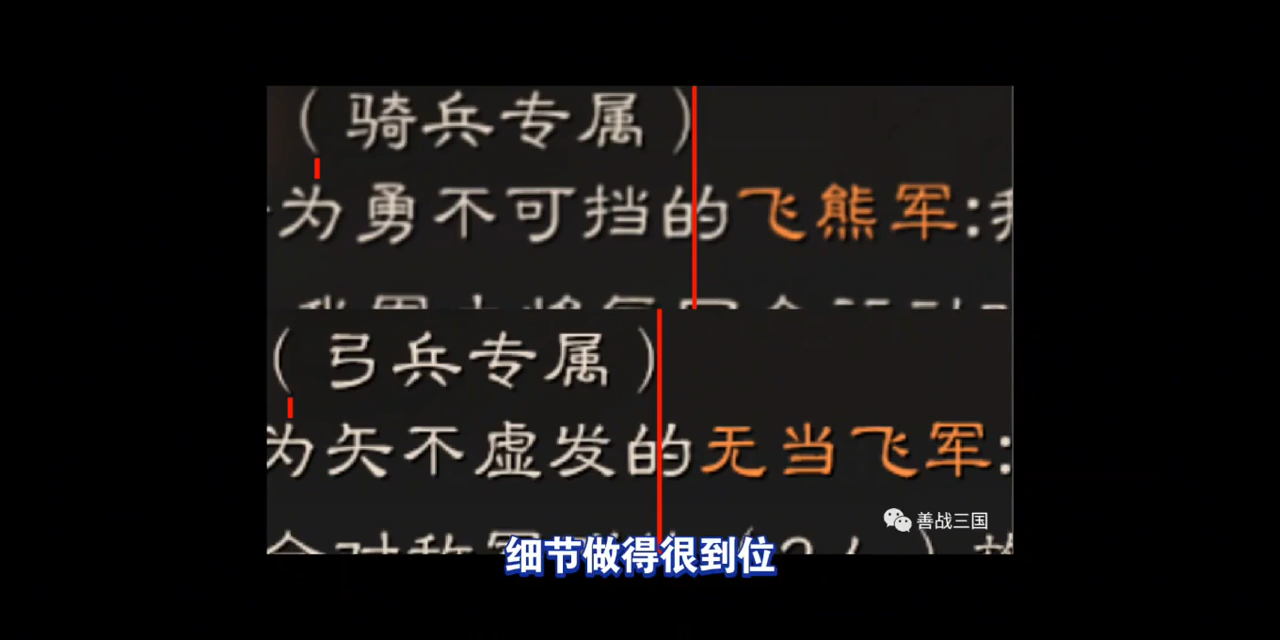 （骑兵专属）
为勇不可挡的飞熊军:我
（弓兵专属）
为矢不虚发的无当飞军:
善战三国
细节做得很到位